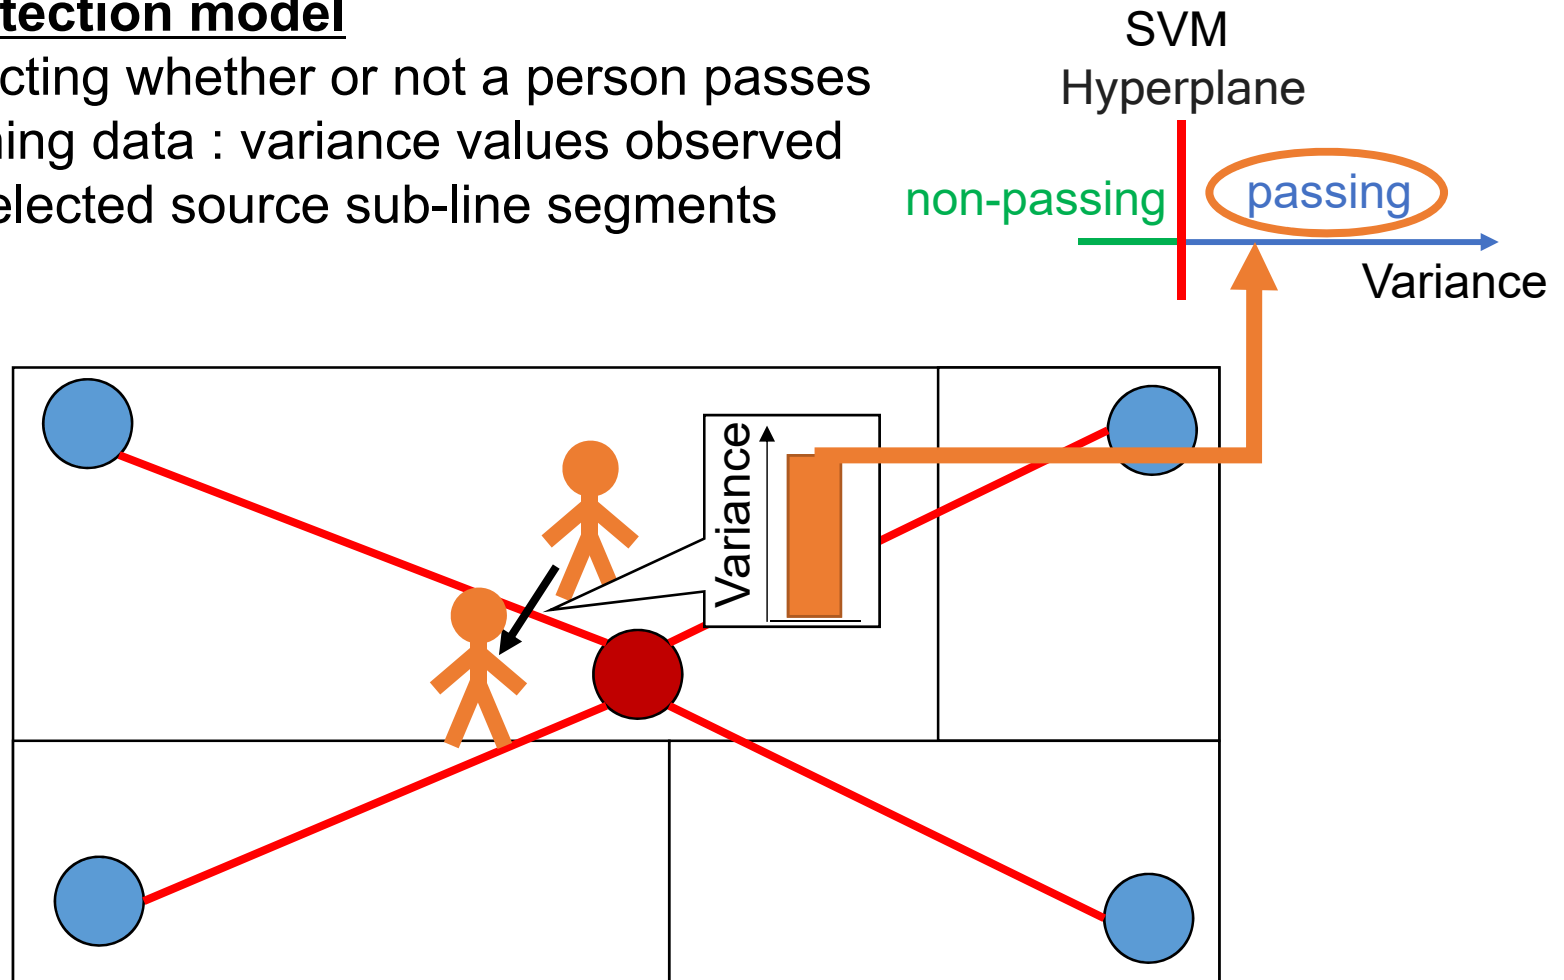 tection model
cting whether or not a person passes
ning data : variance values observed
elected source sub-line segments
SVM
Hyperplane
non-passing
passing
Variance
Variance